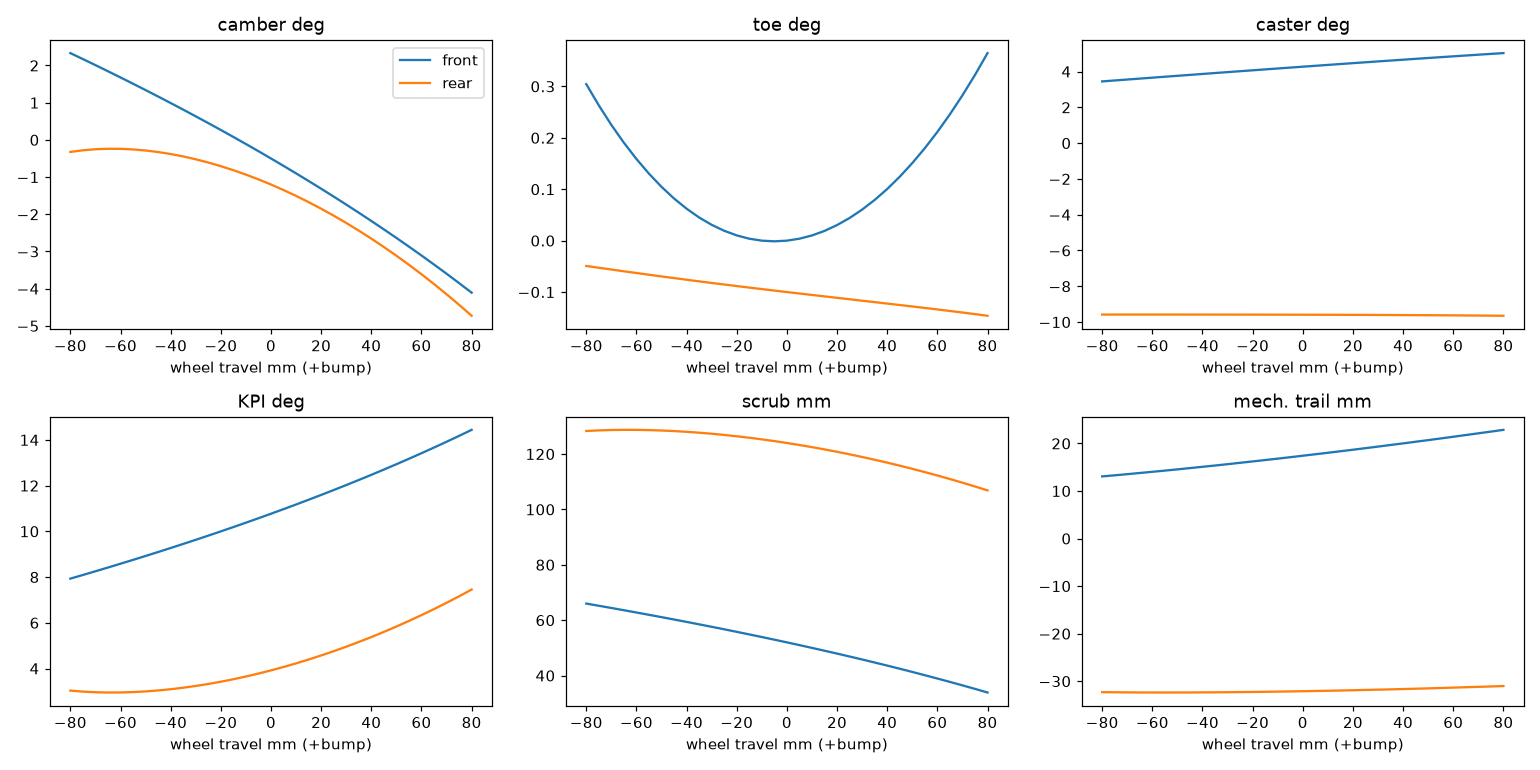 camber deg
2
1
0
−1
−2
−3
−4
−5
front
rear
−80 −60 −40 −20 0 20 40 60 80
wheel travel mm (+bump)
toe deg
0.3
0.2
0.1
0.0
−0.1
−80 −60 −40 −20 0 20 40 60 80
wheel travel mm (+bump)
caster deg
4
2
0
−2
−4
−6
−8
−10
−80 −60 −40 −20 0 20 40 60 80
wheel travel mm (+bump)
KPI deg
14
12
10
8
6
4
−80 −60 −40 −20 0 20 40 60 80
wheel travel mm (+bump)
scrub mm
120
100
80
60
40
−80 −60 −40 −20 0 20 40 60 80
wheel travel mm (+bump)
mech. trail mm
20
10
0
−10
−20
−30
−80 −60 −40 −20 0 20 40 60 80
wheel travel mm (+bump)